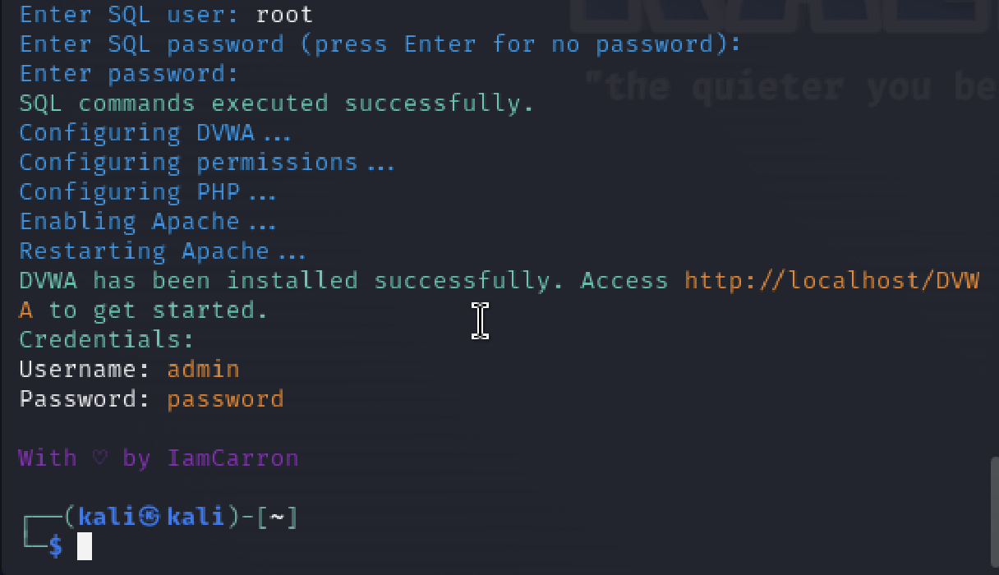 Enter SQL user: root
Enter SQL password (press Enter for no password):
"the quieter you be
Enter password:
SQL commands executed successfully.
Configuring DVWA...
Configuring permissions...
Configuring PHP...
Enabling Apache...
Restarting Apache...
DVWA has been installed successfully. Access http://localhost/DVW
A to get started.
Credentials:
Username: admin
Password: password
With ♡ by IamCarron
┌──(kali㉿kali)-[~]
└─$